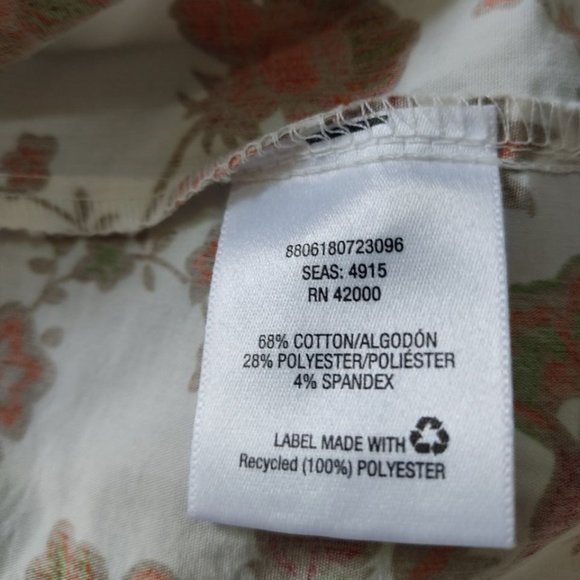 8806180723096
SEAS: 4915
RN 42000
68% COTTON/ALGODÓN
28% POLYESTER/POLIÉSTER
4% SPANDEX
LABEL MADE WITH
Recycled (100%) POLYESTER